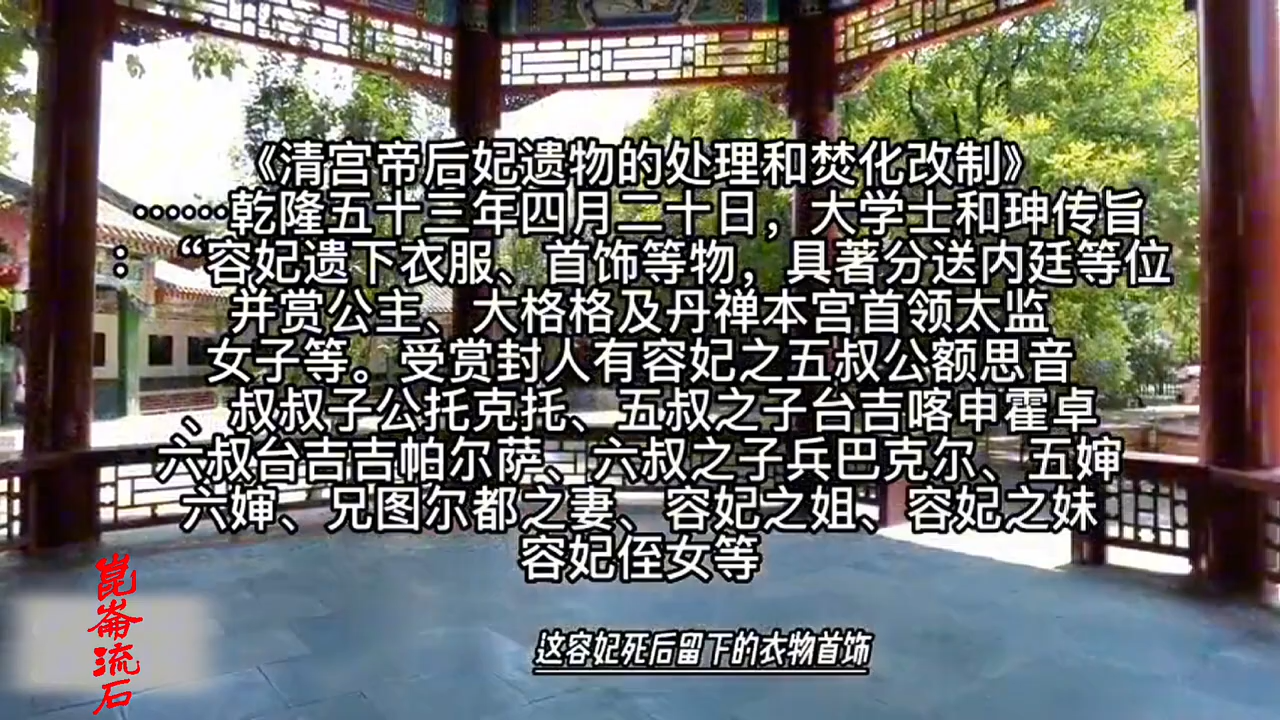 《清宫帝后妃遗物的处理和焚化改制》
……乾隆五十三年四月二十日，大学士和珅传旨
：“容妃遗下衣服、首饰等物，具著分送内廷等位
并赏公主、大格格及丹禅本宫首领太监
女子等。受赏封人有容妃之五叔公额思音
、叔叔子公托克托、五叔之子台吉喀申霍卓
六叔台吉吉帕尔萨、六叔之子兵巴克尔、五婶
六婶、兄图尔都之妻、容妃之姐、容妃之妹
容妃侄女等
这容妃死后留下的衣物首饰
崑崙流石